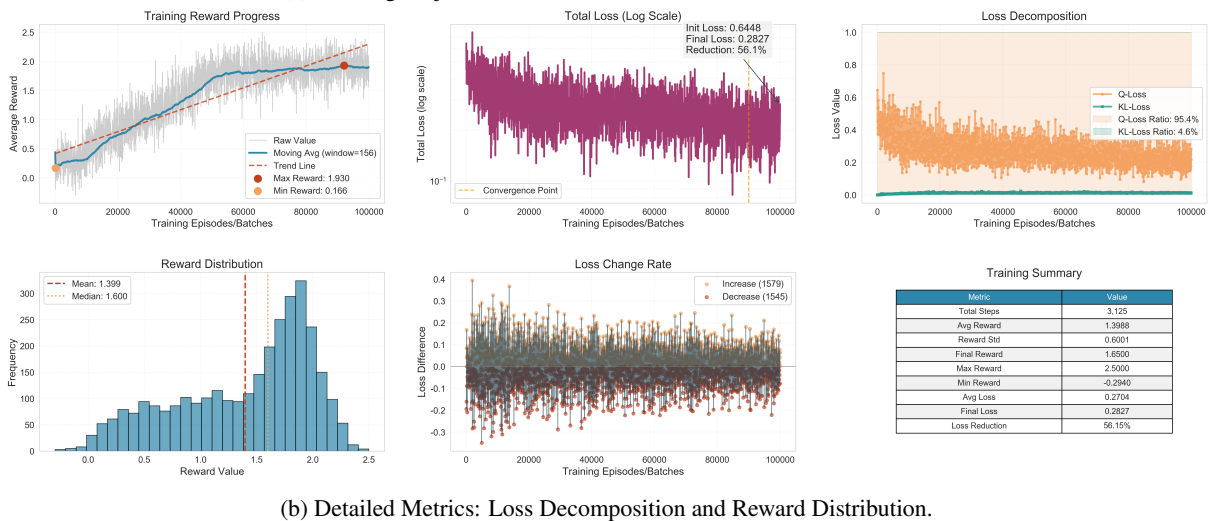 Training Reward Progress
Average Reward
2.5
2.0
1.5
1.0
0.5
0.0
Raw Value
Moving Avg (window=156)
Trend Line
Max Reward: 1.930
Min Reward: 0.166
0
20000
40000
60000
80000
100000
Training Episodes/Batches
Total Loss (Log Scale)
Init Loss: 0.6448
Final Loss: 0.2827
Reduction: 56.1%
Total Loss (log scale)
10⁻¹
Convergence Point
0
20000
40000
60000
80000
100000
Training Episodes/Batches
Loss Decomposition
Loss Value
1.0
0.8
0.6
0.4
0.2
0.0
Q-Loss
KL-Loss
Q-Loss Ratio: 95.4%
KL-Loss Ratio: 4.6%
0
20000
40000
60000
80000
100000
Training Episodes/Batches
Reward Distribution
Mean: 1.399
Median: 1.600
Frequency
300
250
200
150
100
50
0
0.0
0.5
1.0
1.5
2.0
2.5
Reward Value
Loss Change Rate
Increase (1579)
Decrease (1545)
Loss Difference
0.4
0.3
0.2
0.1
0.0
-0.1
-0.2
-0.3
0
20000
40000
60000
80000
100000
Training Episodes/Batches
Training Summary
Metric Value
Total Steps 3,125
Avg Reward 1.3988
Reward Std 0.6001
Final Reward 1.6500
Max Reward 2.5000
Min Reward -0.2940
Avg Loss 0.2704
Final Loss 0.2827
Loss Reduction 56.15%
(b) Detailed Metrics: Loss Decomposition and Reward Distribution.